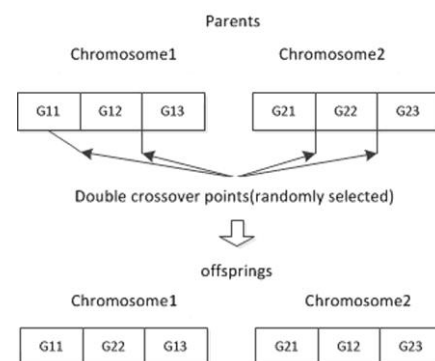 Parents
Chromosome1 Chromosome2
G11 G12 G13 G21 G22 G23
Double crossover points(randomly selected)
offsprings
Chromosome1 Chromosome2
G11 G22 G13 G21 G12 G23